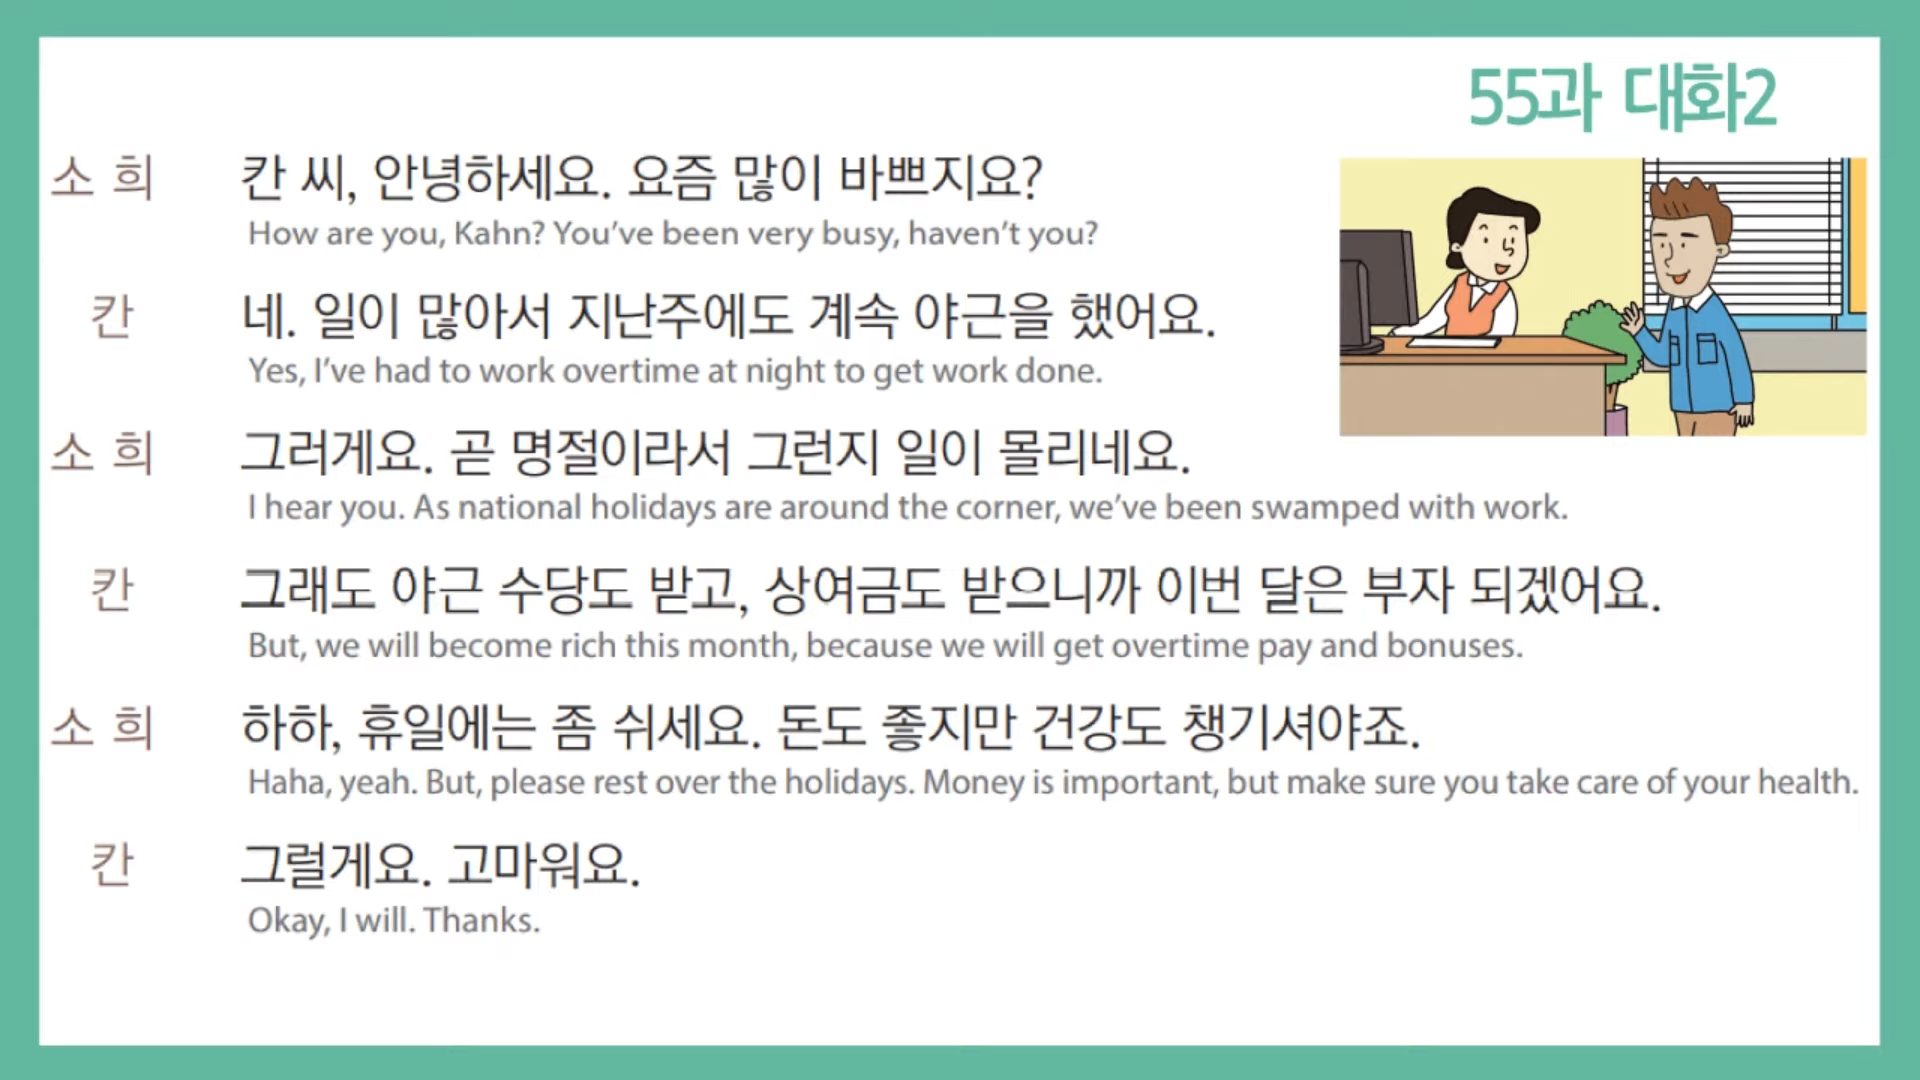 55과 대화2
소희 칸 씨, 안녕하세요. 요즘 많이 바쁘지요?
How are you, Kahn? You’ve been very busy, haven’t you?
칸 네. 일이 많아서 지난주에도 계속 야근을 했어요.
Yes, I’ve had to work overtime at night to get work done.
소희 그러게요. 곧 명절이라서 그런지 일이 몰리네요.
I hear you. As national holidays are around the corner, we’ve been swamped with work.
칸 그래도 야근 수당도 받고, 상여금도 받으니까 이번 달은 부자 되겠어요.
But, we will become rich this month, because we will get overtime pay and bonuses.
소희 하하, 휴일에는 좀 쉬세요. 돈도 좋지만 건강도 챙기셔야죠.
Haha, yeah. But, please rest over the holidays. Money is important, but make sure you take care of your health.
칸 그럴게요. 고마워요.
Okay, I will. Thanks.